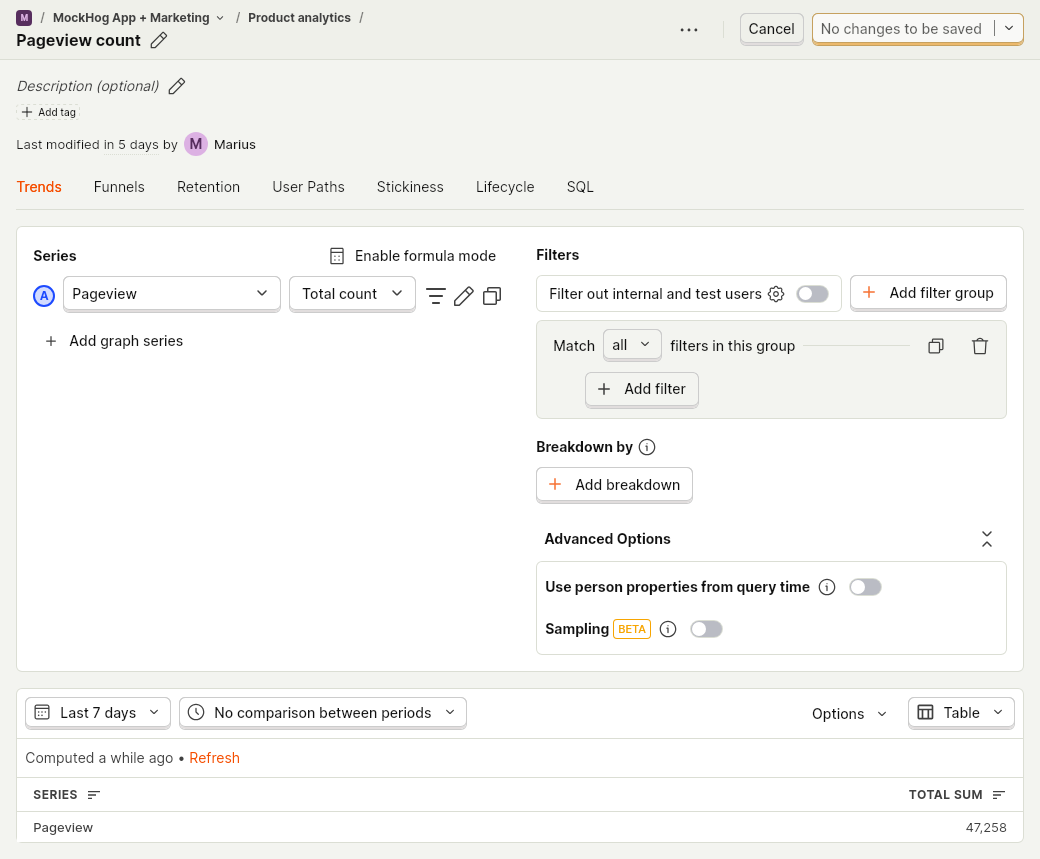 M / MockHog App + Marketing / Product analytics /
Pageview count
Cancel
No changes to be saved
Description (optional)
Add tag
Last modified in 5 days by M Marius
Trends Funnels Retention User Paths Stickiness Lifecycle SQL
Series
Enable formula mode
A Pageview Total count
+ Add graph series
Filters
Filter out internal and test users
+ Add filter group
Match all filters in this group
+ Add filter
Breakdown by
+ Add breakdown
Advanced Options
Use person properties from query time
Sampling BETA
Last 7 days No comparison between periods Options Table
Computed a while ago • Refresh
SERIES TOTAL SUM
Pageview 47,258